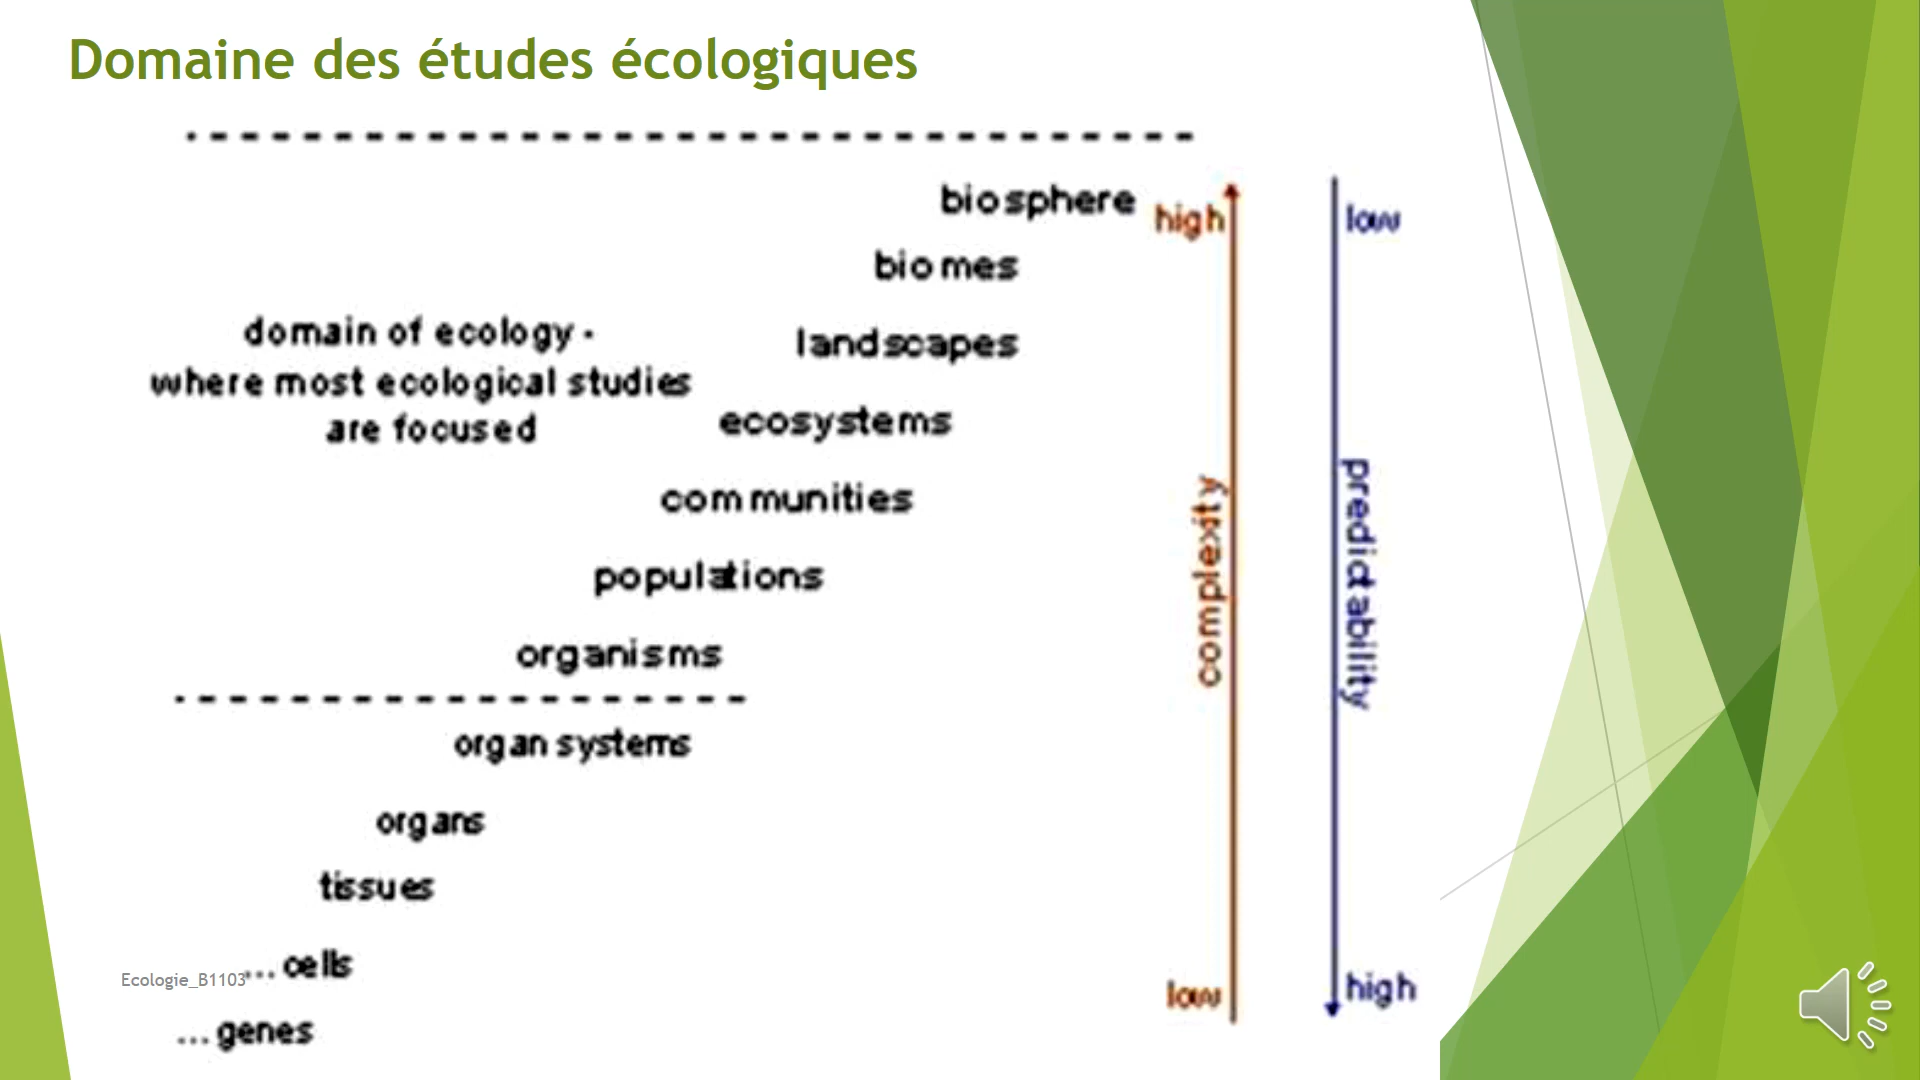 Domaine des études écologiques
biosphere
high
low
biomes
domain of ecology -
where most ecological studies
are focused
landscapes
ecosystems
communities
complexity
predictability
populations
organisms
organ systems
organs
tissues
... cells
Ecologie_B1103
low
high
... genes